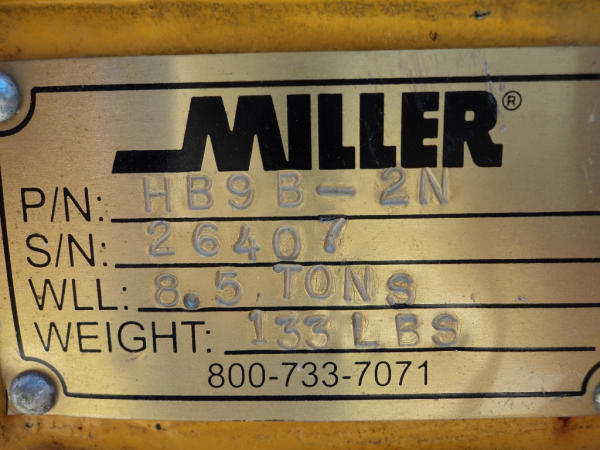 MILLER®
P/N: HB9B-2N
S/N: 26407
WLL: 8.5 TONS
WEIGHT: 133 LBS
800-733-7071